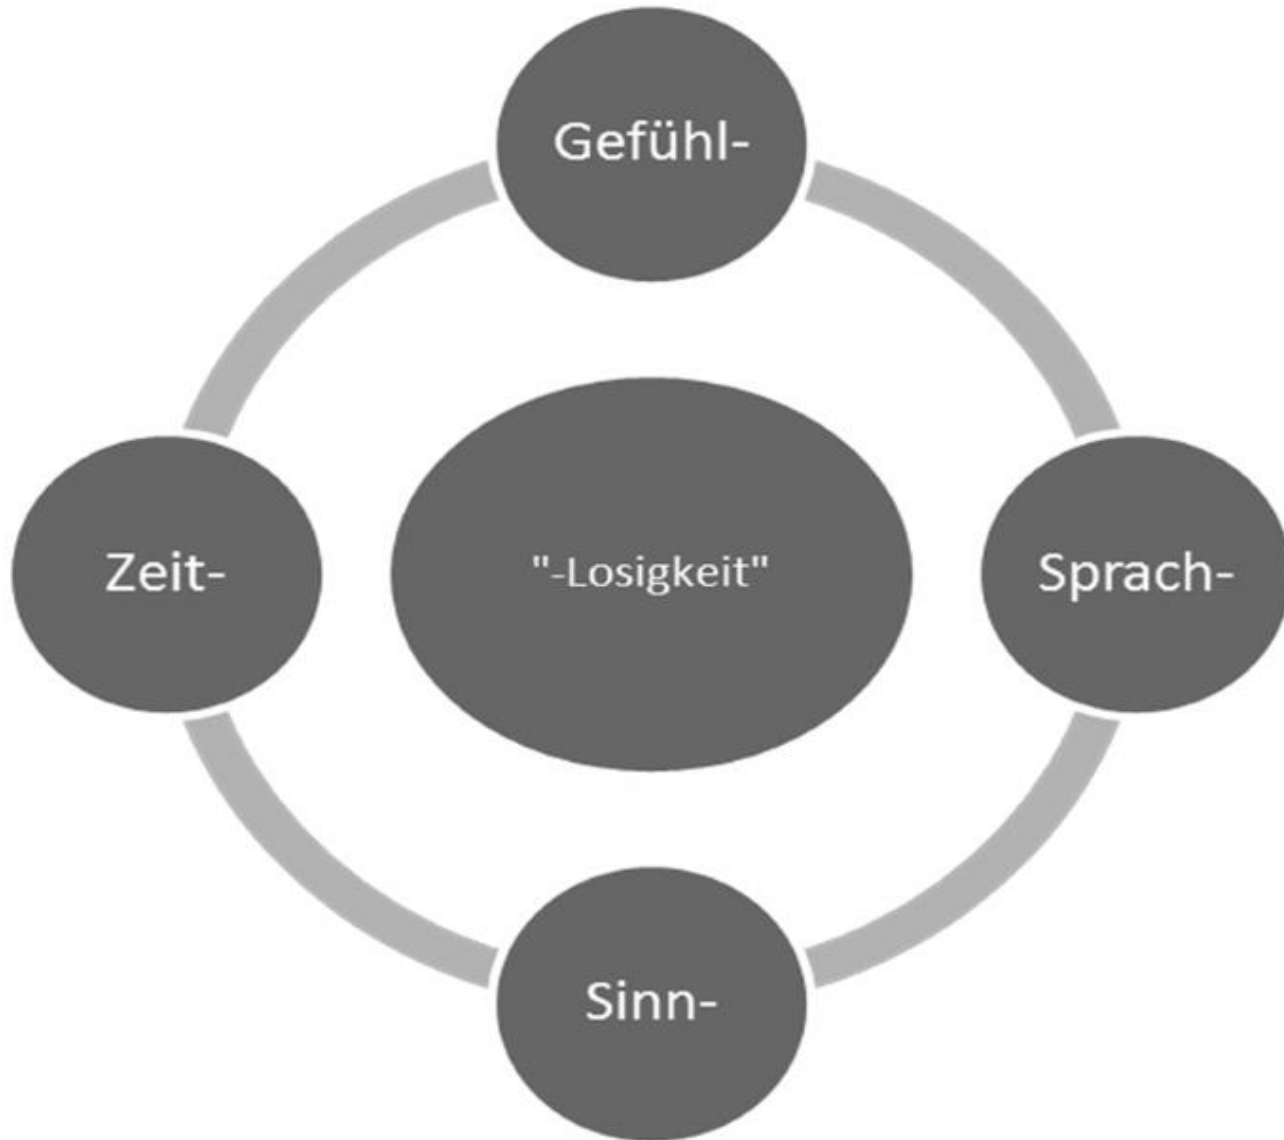 Gefühl-
Zeit-
"-Losigkeit"
Sprach-
Sinn-